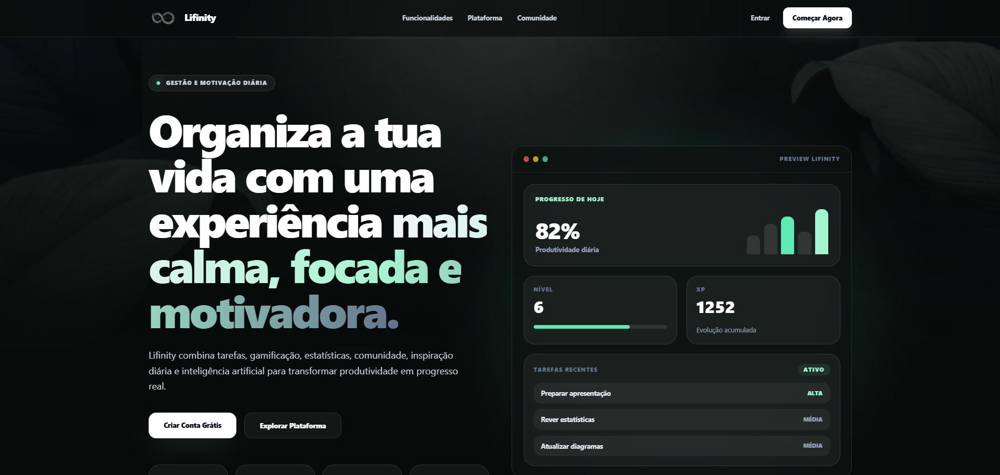 Lifinity
Funcionalidades
Plataforma
Comunidade
Entrar
Começar Agora
GESTÃO E MOTIVAÇÃO DIÁRIA
Organiza a tua
vida com uma
experiência mais
calma, focada e
motivadora.
Lifinity combina tarefas, gamificação, estatísticas, comunidade, inspiração
diária e inteligência artificial para transformar produtividade em progresso
real.
Criar Conta Grátis
Explorar Plataforma
PREVIEW LIFINITY
PROGRESSO DE HOJE
82%
Produtividade diária
NÍVEL
6
XP
1252
Evolução acumulada
TAREFAS RECENTES
ATIVO
Preparar apresentação
ALTA
Rever estatísticas
MÉDIA
Atualizar diagramas
MÉDIA